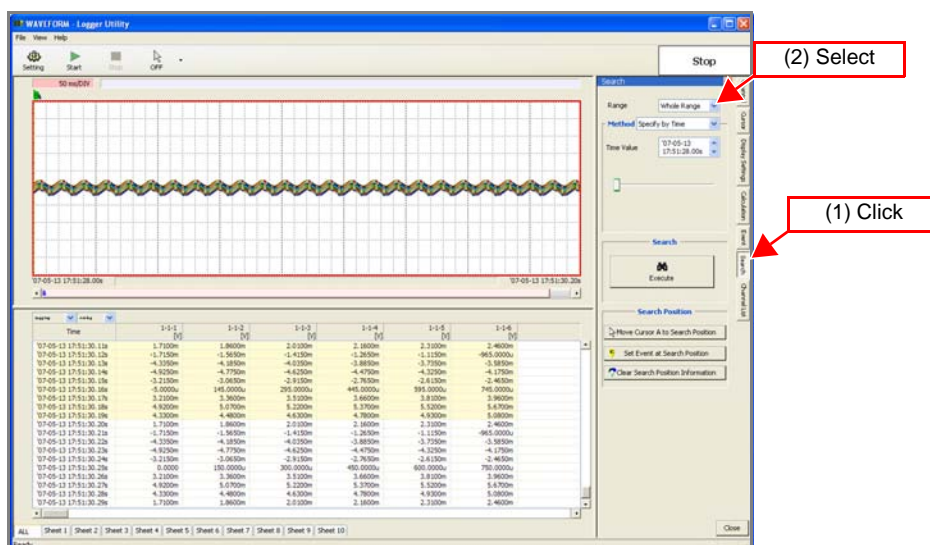 WAVEFORM - Logger Utility
File View Help
Setting Start Stop OFF
Stop
(2) Select
50 ms/DIV
Search
Range Whole Range
Method Specify by Time
Time Value '07-05-13
17:51:28.00s
Cursor
Display Settings
Calculation
Event
Search
Channel List
(1) Click
Search
Execute
'07-05-13 17:51:28.00s '07-05-13 17:51:30.20s
Search Position
Move Cursor A to Search Position
Set Event at Search Position
Clear Search Position Information
Time 1-1-1 1-1-2 1-1-3 1-1-4 1-1-5 1-1-6
[V] [V] [V] [V] [V] [V]
'07-05-13 17:51:30.11s 1.7100m 1.8600m 2.0100m 2.1600m 2.3100m 2.4600m
'07-05-13 17:51:30.12s -1.7150m -1.5650m -1.4150m -1.2650m -1.1150m -965.0000u
'07-05-13 17:51:30.13s -4.3350m -4.1850m -4.0350m -3.8850m -3.7350m -3.5850m
'07-05-13 17:51:30.14s -4.9250m -4.7750m -4.6250m -4.4750m -4.3250m -4.1750m
'07-05-13 17:51:30.15s -3.2150m -3.0650m -2.9150m -2.7650m -2.6150m -2.4650m
'07-05-13 17:51:30.16s -5.0000u 145.0000u 295.0000u 445.0000u 595.0000u 745.0000u
'07-05-13 17:51:30.17s 3.2100m 3.3600m 3.5100m 3.6600m 3.8100m 3.9600m
'07-05-13 17:51:30.18s 4.9200m 5.0700m 5.2200m 5.3700m 5.5200m 5.6700m
'07-05-13 17:51:30.19s 4.3300m 4.4800m 4.6300m 4.7800m 4.9300m 5.0800m
'07-05-13 17:51:30.20s 1.7100m 1.8600m 2.0100m 2.1600m 2.3100m 2.4600m
'07-05-13 17:51:30.21s -1.7150m -1.5650m -1.4150m -1.2650m -1.1150m -965.0000u
'07-05-13 17:51:30.22s -4.3350m -4.1850m -4.0350m -3.8850m -3.7350m -3.5850m
'07-05-13 17:51:30.23s -4.9250m -4.7750m -4.6250m -4.4750m -4.3250m -4.1750m
'07-05-13 17:51:30.24s -3.2150m -3.0650m -2.9150m -2.7650m -2.6150m -2.4650m
'07-05-13 17:51:30.25s 0.0000 150.0000u 300.0000u 450.0000u 600.0000u 750.0000u
'07-05-13 17:51:30.26s 3.2100m 3.3600m 3.5100m 3.6600m 3.8100m 3.9600m
'07-05-13 17:51:30.27s 4.9200m 5.0700m 5.2200m 5.3700m 5.5200m 5.6700m
'07-05-13 17:51:30.28s 4.3300m 4.4800m 4.6300m 4.7800m 4.9300m 5.0800m
'07-05-13 17:51:30.29s 1.7100m 1.8600m 2.0100m 2.1600m 2.3100m 2.4600m
ALL Sheet 1 Sheet 2 Sheet 3 Sheet 4 Sheet 5 Sheet 6 Sheet 7 Sheet 8 Sheet 9 Sheet 10
Close
Ready